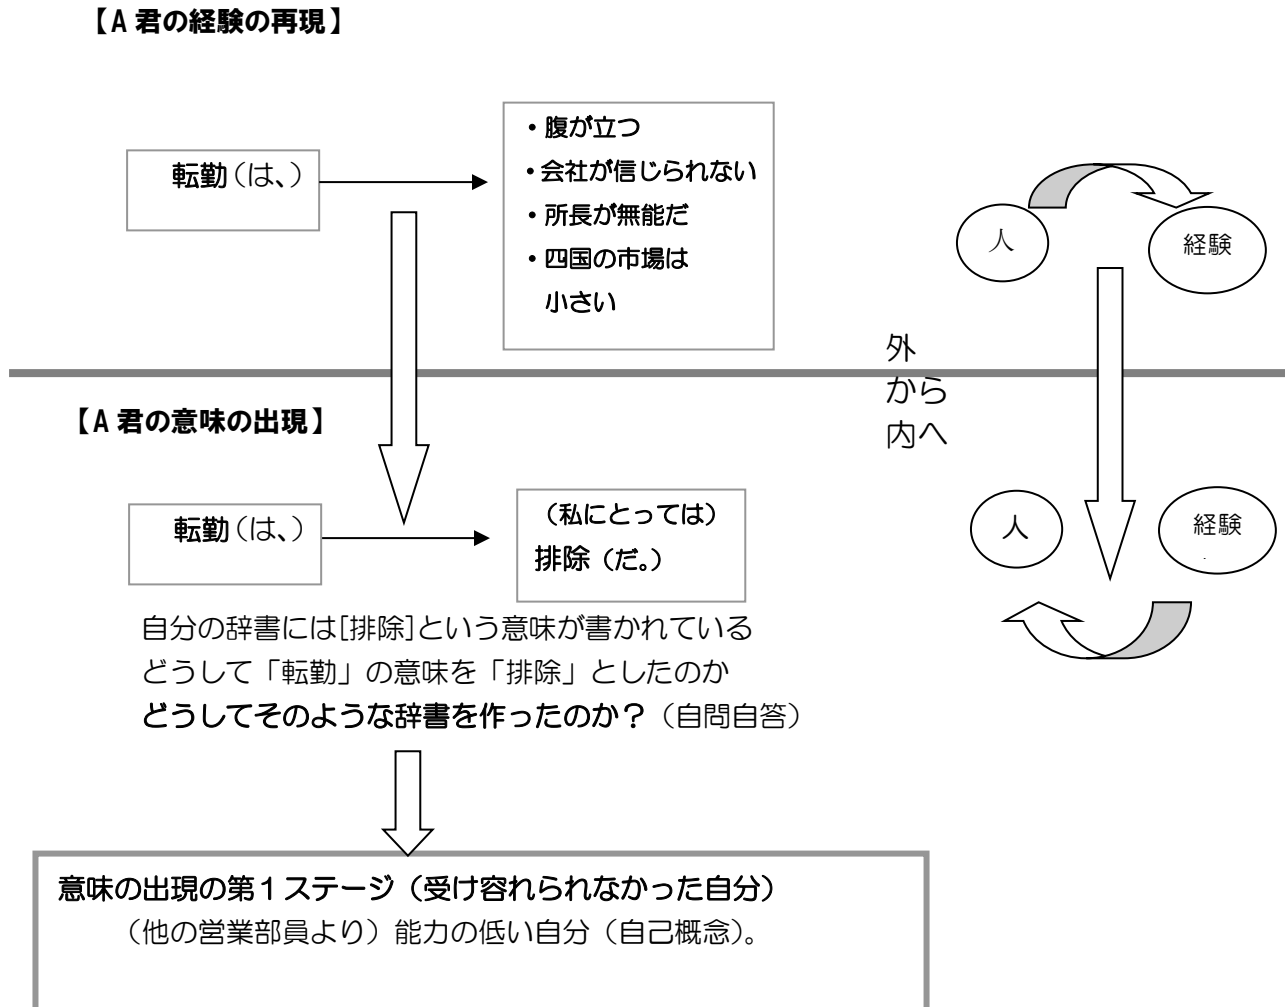 【A 君の経験の再現】
転勤（は、）
・腹が立つ
・会社が信じられない
・所長が無能だ
・四国の市場は
小さい
人
経験
外
から
内へ
【A 君の意味の出現】
転勤（は、）
（私にとっては）
排除（だ。）
人
経験
自分の辞書には[排除]という意味が書かれている
どうして「転勤」の意味を「排除」としたのか
どうしてそのような辞書を作ったのか？（自問自答）
意味の出現の第１ステージ（受け容れられなかった自分）
（他の営業部員より）能力の低い自分（自己概念）。